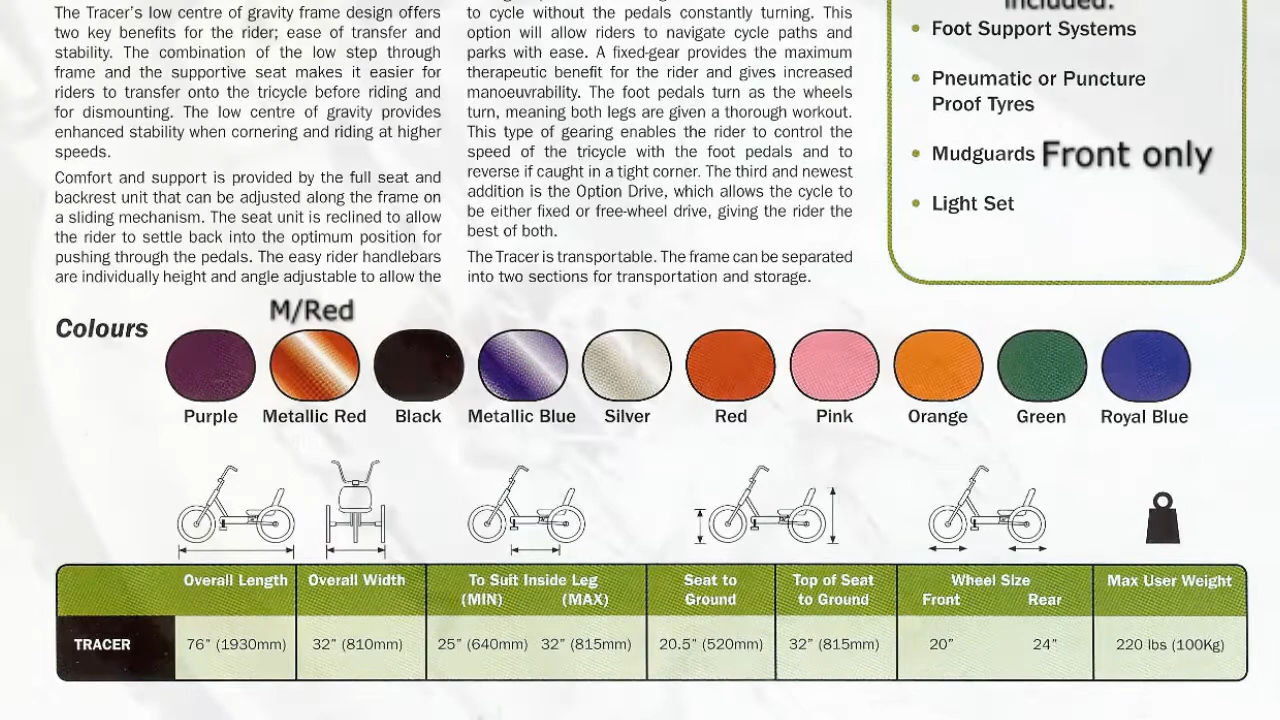 The Tracer's low centre of gravity frame design offers
two key benefits for the rider; ease of transfer and
stability. The combination of the low step through
frame and the supportive seat makes it easier for
riders to transfer onto the tricycle before riding and
for dismounting. The low centre of gravity provides
enhanced stability when cornering and riding at higher
speeds.
Comfort and support is provided by the full seat and
backrest unit that can be adjusted along the frame on
a sliding mechanism. The seat unit is reclined to allow
the rider to settle back into the optimum position for
pushing through the pedals. The easy rider handlebars
are individually height and angle adjustable to allow the
to cycle without the pedals constantly turning. This
option will allow riders to navigate cycle paths and
parks with ease. A fixed-gear provides the maximum
therapeutic benefit for the rider and gives increased
manoeuvrability. The foot pedals turn as the wheels
turn, meaning both legs are given a thorough workout.
This type of gearing enables the rider to control the
speed of the tricycle with the foot pedals and to
reverse if caught in a tight corner. The third and newest
addition is the Option Drive, which allows the cycle to
be either fixed or free-wheel drive, giving the rider the
best of both.
The Tracer is transportable. The frame can be separated
into two sections for transportation and storage.
included:
• Foot Support Systems
• Pneumatic or Puncture
Proof Tyres
• Mudguards Front only
• Light Set
M/Red
Colours
Purple Metallic Red Black Metallic Blue Silver Red Pink Orange Green Royal Blue
Overall Length Overall Width To Suit Inside Leg Seat to Top of Seat Wheel Size Max User Weight
(MIN) (MAX) Ground to Ground Front Rear
TRACER 76" (1930mm) 32" (810mm) 25" (640mm) 32" (815mm) 20.5" (520mm) 32" (815mm) 20" 24" 220 lbs (100Kg)